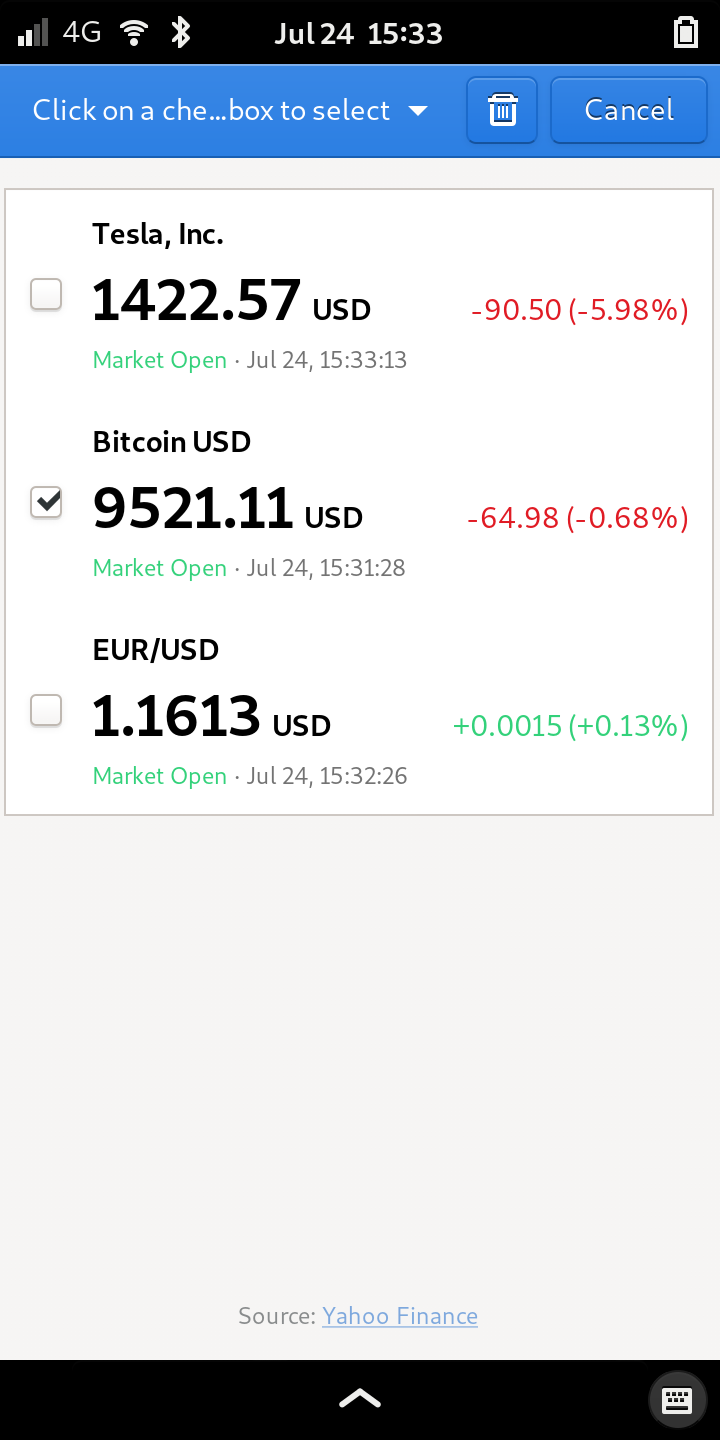 4G Jul 24 15:33
Click on a che…box to select Cancel
Tesla, Inc.
1422.57 USD -90.50 (-5.98%)
Market Open · Jul 24, 15:33:13
Bitcoin USD
9521.11 USD -64.98 (-0.68%)
Market Open · Jul 24, 15:31:28
EUR/USD
1.1613 USD +0.0015 (+0.13%)
Market Open · Jul 24, 15:32:26
Source: Yahoo Finance